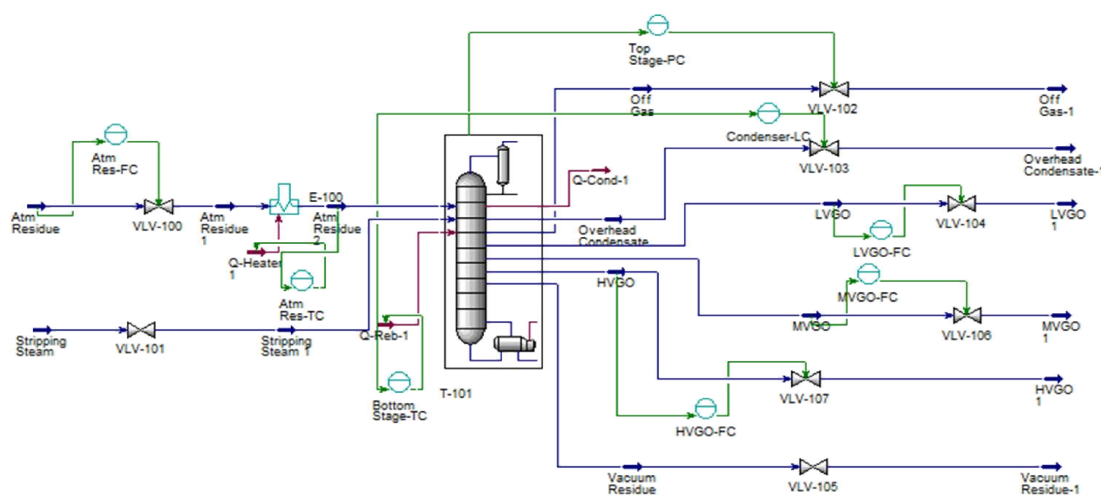 Top
Stage-PC
Off
Gas
VLV-102
Off
Gas-1
Condenser-LC
VLV-103
Overhead
Condensate-1
Atm
Res-FC
Q-Cond-1
E-100
Atm
Residue
VLV-100
Atm
Residue
1
Atm
Residue
2
Overhead
Condensate
LVGO
VLV-104
LVGO
1
LVGO-FC
Q-Heater
1
Atm
Res-TC
HVGO
MVGO-FC
MVGO
VLV-106
MVGO
1
Stripping
Steam
VLV-101
Stripping
Steam 1
Q-Reb-1
T-101
Bottom
Stage-TC
VLV-107
HVGO
1
HVGO-FC
Vacuum
Residue
VLV-105
Vacuum
Residue-1